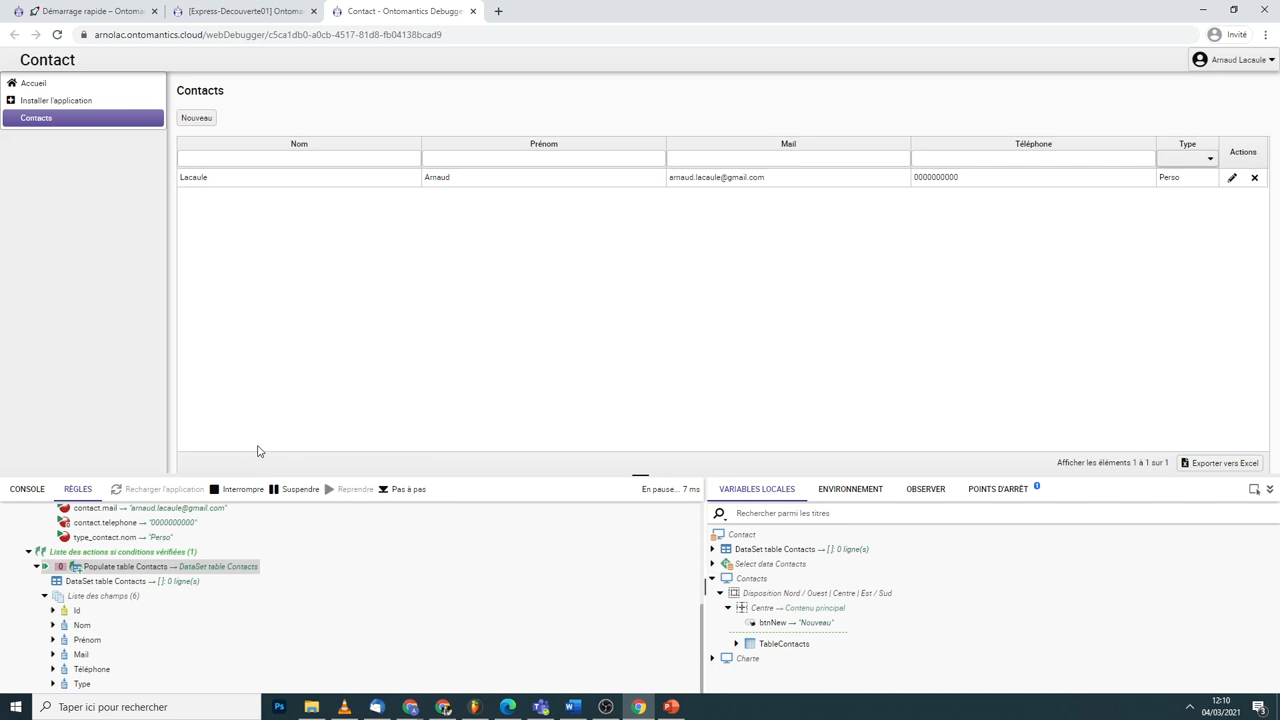 Démarrage rapide – Ontoma
[Express-Decouverte01] Ontom
Contact - Ontomantics Debugge
arnolac.ontomantics.cloud/webDebugger/c5ca1db0-a0cb-4517-81d8-fb04138bcad9
Invité
Contact
Arnaud Lacaule
Accueil
Installer l'application
Contacts
Contacts
Nouveau
Nom Prénom Mail Téléphone Type Actions
Lacaule Arnaud arnaud.lacaule@gmail.com 0000000000 Perso
Afficher les éléments 1 à 1 sur 1 Exporter vers Excel
CONSOLE RÈGLES Recharger l'application Interrompre Suspendre Reprendre Pas à pas En pause... 7 ms
contact.mail → "arnaud.lacaule@gmail.com"
contact.telephone → "0000000000"
type_contact.nom → "Perso"
Liste des actions si conditions vérifiées (1)
[0] Populate table Contacts → DataSet table Contacts
DataSet table Contacts → [ ]: 0 ligne(s)
Liste des champs (6)
Id
Nom
Prénom
Mail
Téléphone
Type
VARIABLES LOCALES ENVIRONNEMENT OBSERVER POINTS D'ARRÊT 1
Rechercher parmi les titres
Contact
DataSet table Contacts → [ ]: 0 ligne(s)
Select data Contacts
Contacts
Disposition Nord / Ouest | Centre | Est / Sud
Centre → Contenu principal
btnNew → "Nouveau"
TableContacts
Charte
Taper ici pour rechercher
12:10
04/03/2021
3